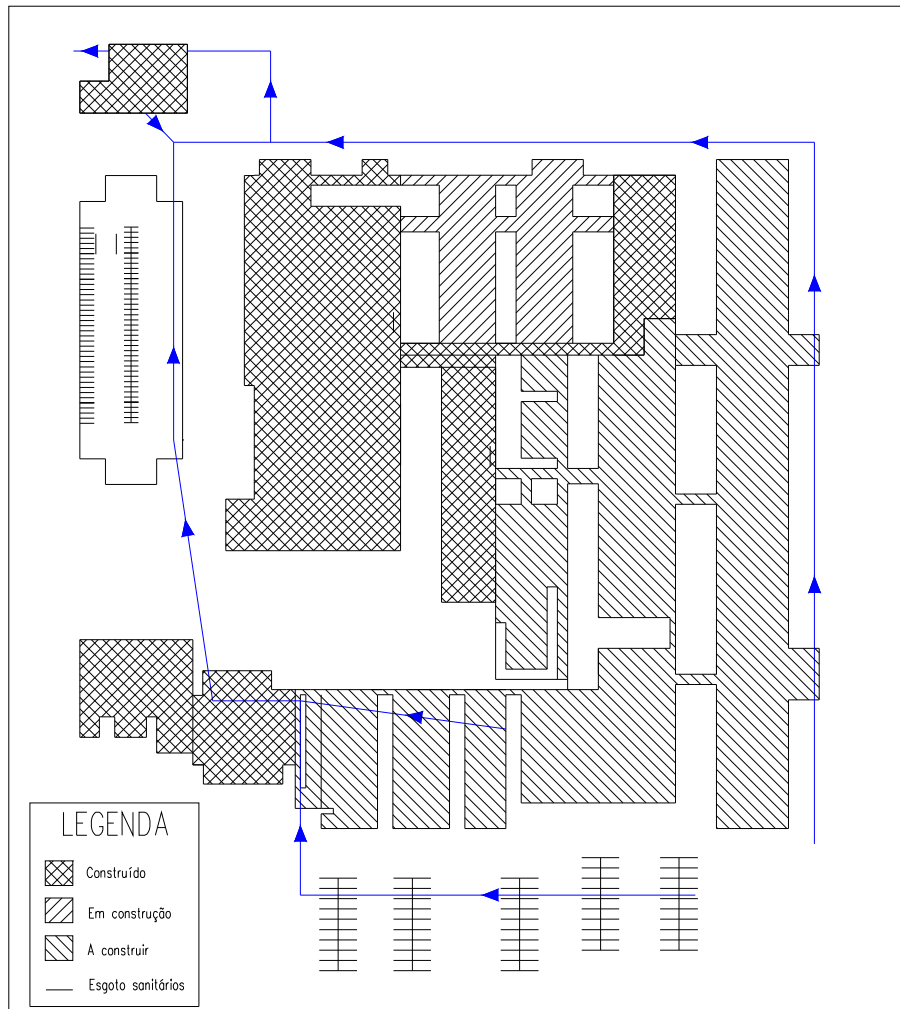 LEGENDA
Construído
Em construção
A construir
Esgoto sanitários